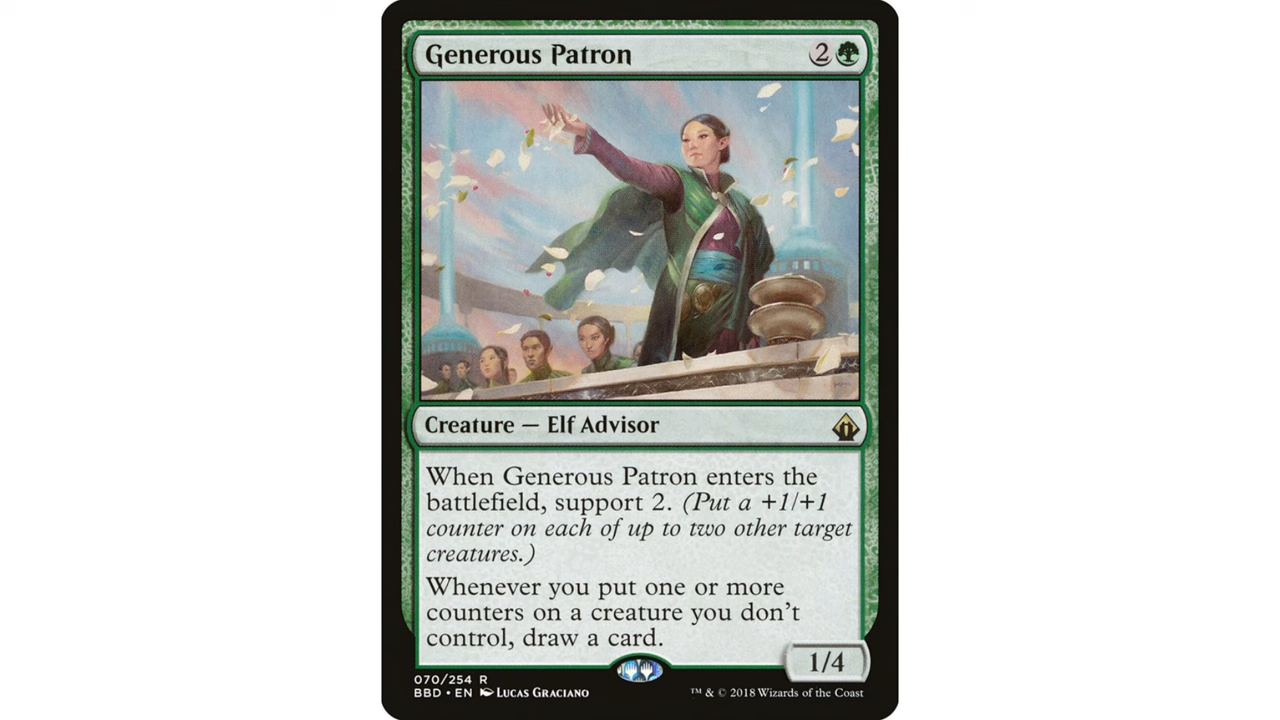 Generous Patron 2
Creature — Elf Advisor
When Generous Patron enters the
battlefield, support 2. (Put a +1/+1
counter on each of up to two other target
creatures.)
Whenever you put one or more
counters on a creature you don't
control, draw a card.
1/4
070/254 R
BBD • EN Lucas Graciano
™ & © 2018 Wizards of the Coast